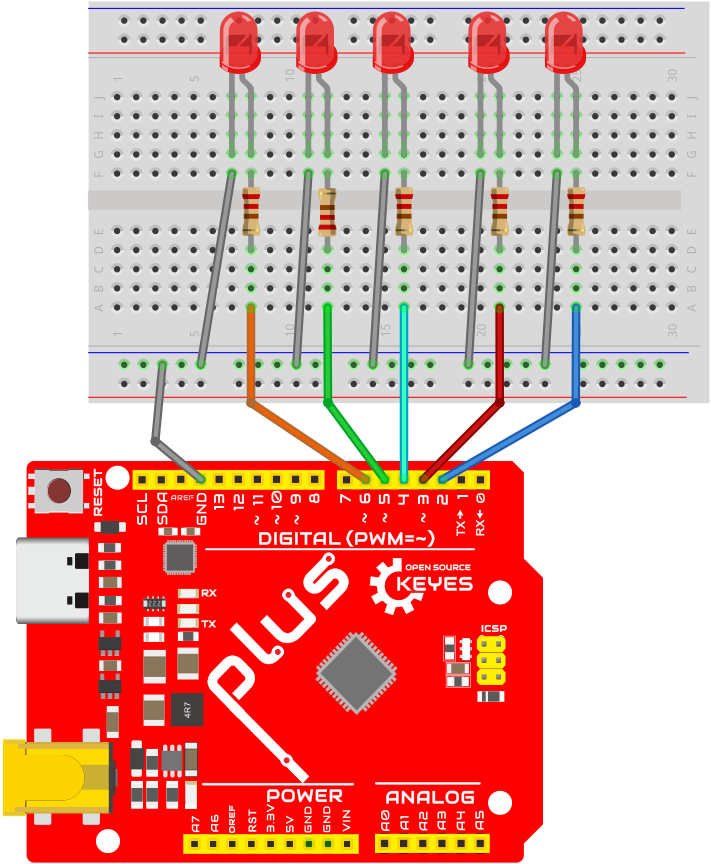 1 5 10 15 20 25 30
J J
I I
H H
G G
F F
E E
D D
C C
B B
A A
1 5 10 15 20 25 30
RESET
SCL
SDA
AREF
GND
13
12
~ 11
~ 10
~ 9
8
7
~ 6
~ 5
4
~ 3
2
TX→ 1
RX← 0
DIGITAL (PWM=~)
OPEN SOURCE
KEYES
RX
TX
plus
ICSP
4R7
POWER
ANALOG
A7
A6
OREF
RST
3.3V
5V
GND
GND
VIN
A0
A1
A2
A3
A4
A5